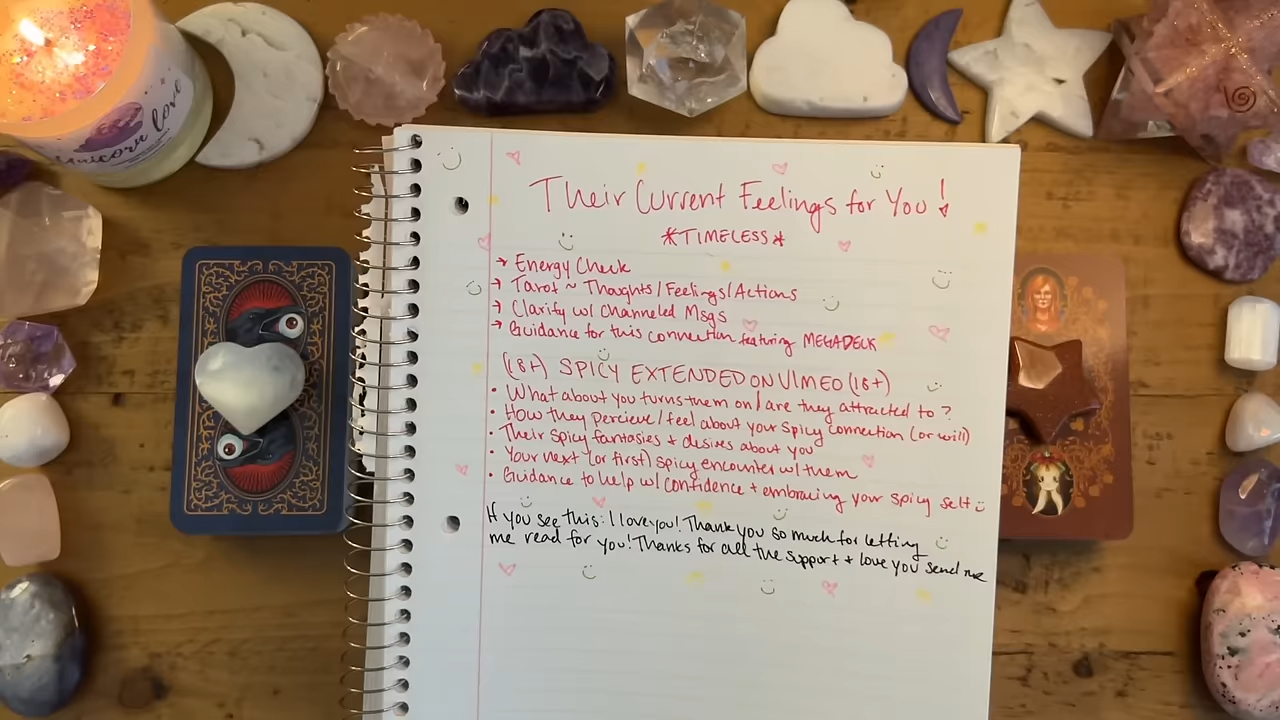 Unicorn Love
Their Current Feelings for You!
*TIMELESS*
→ Energy Check
→ Tarot ~ Thoughts/Feelings/Actions
→ Clarify w/ Channeled Msgs
→ Guidance for this connection featuring MEGADECK
(18+) SPICY EXTENDED ON VIMEO (18+)
• What about you turns them on/are they attracted to?
• How they percieve/feel about your spicy connection (or will)
• Their spicy fantasies + desires about you
• Your next (or first) spicy encounter w/ them
• Guidance to help w/ confidence + embracing your spicy self :)
If you see this: I love you! Thank you so much for letting
me read for you! Thanks for all the support + love you send me